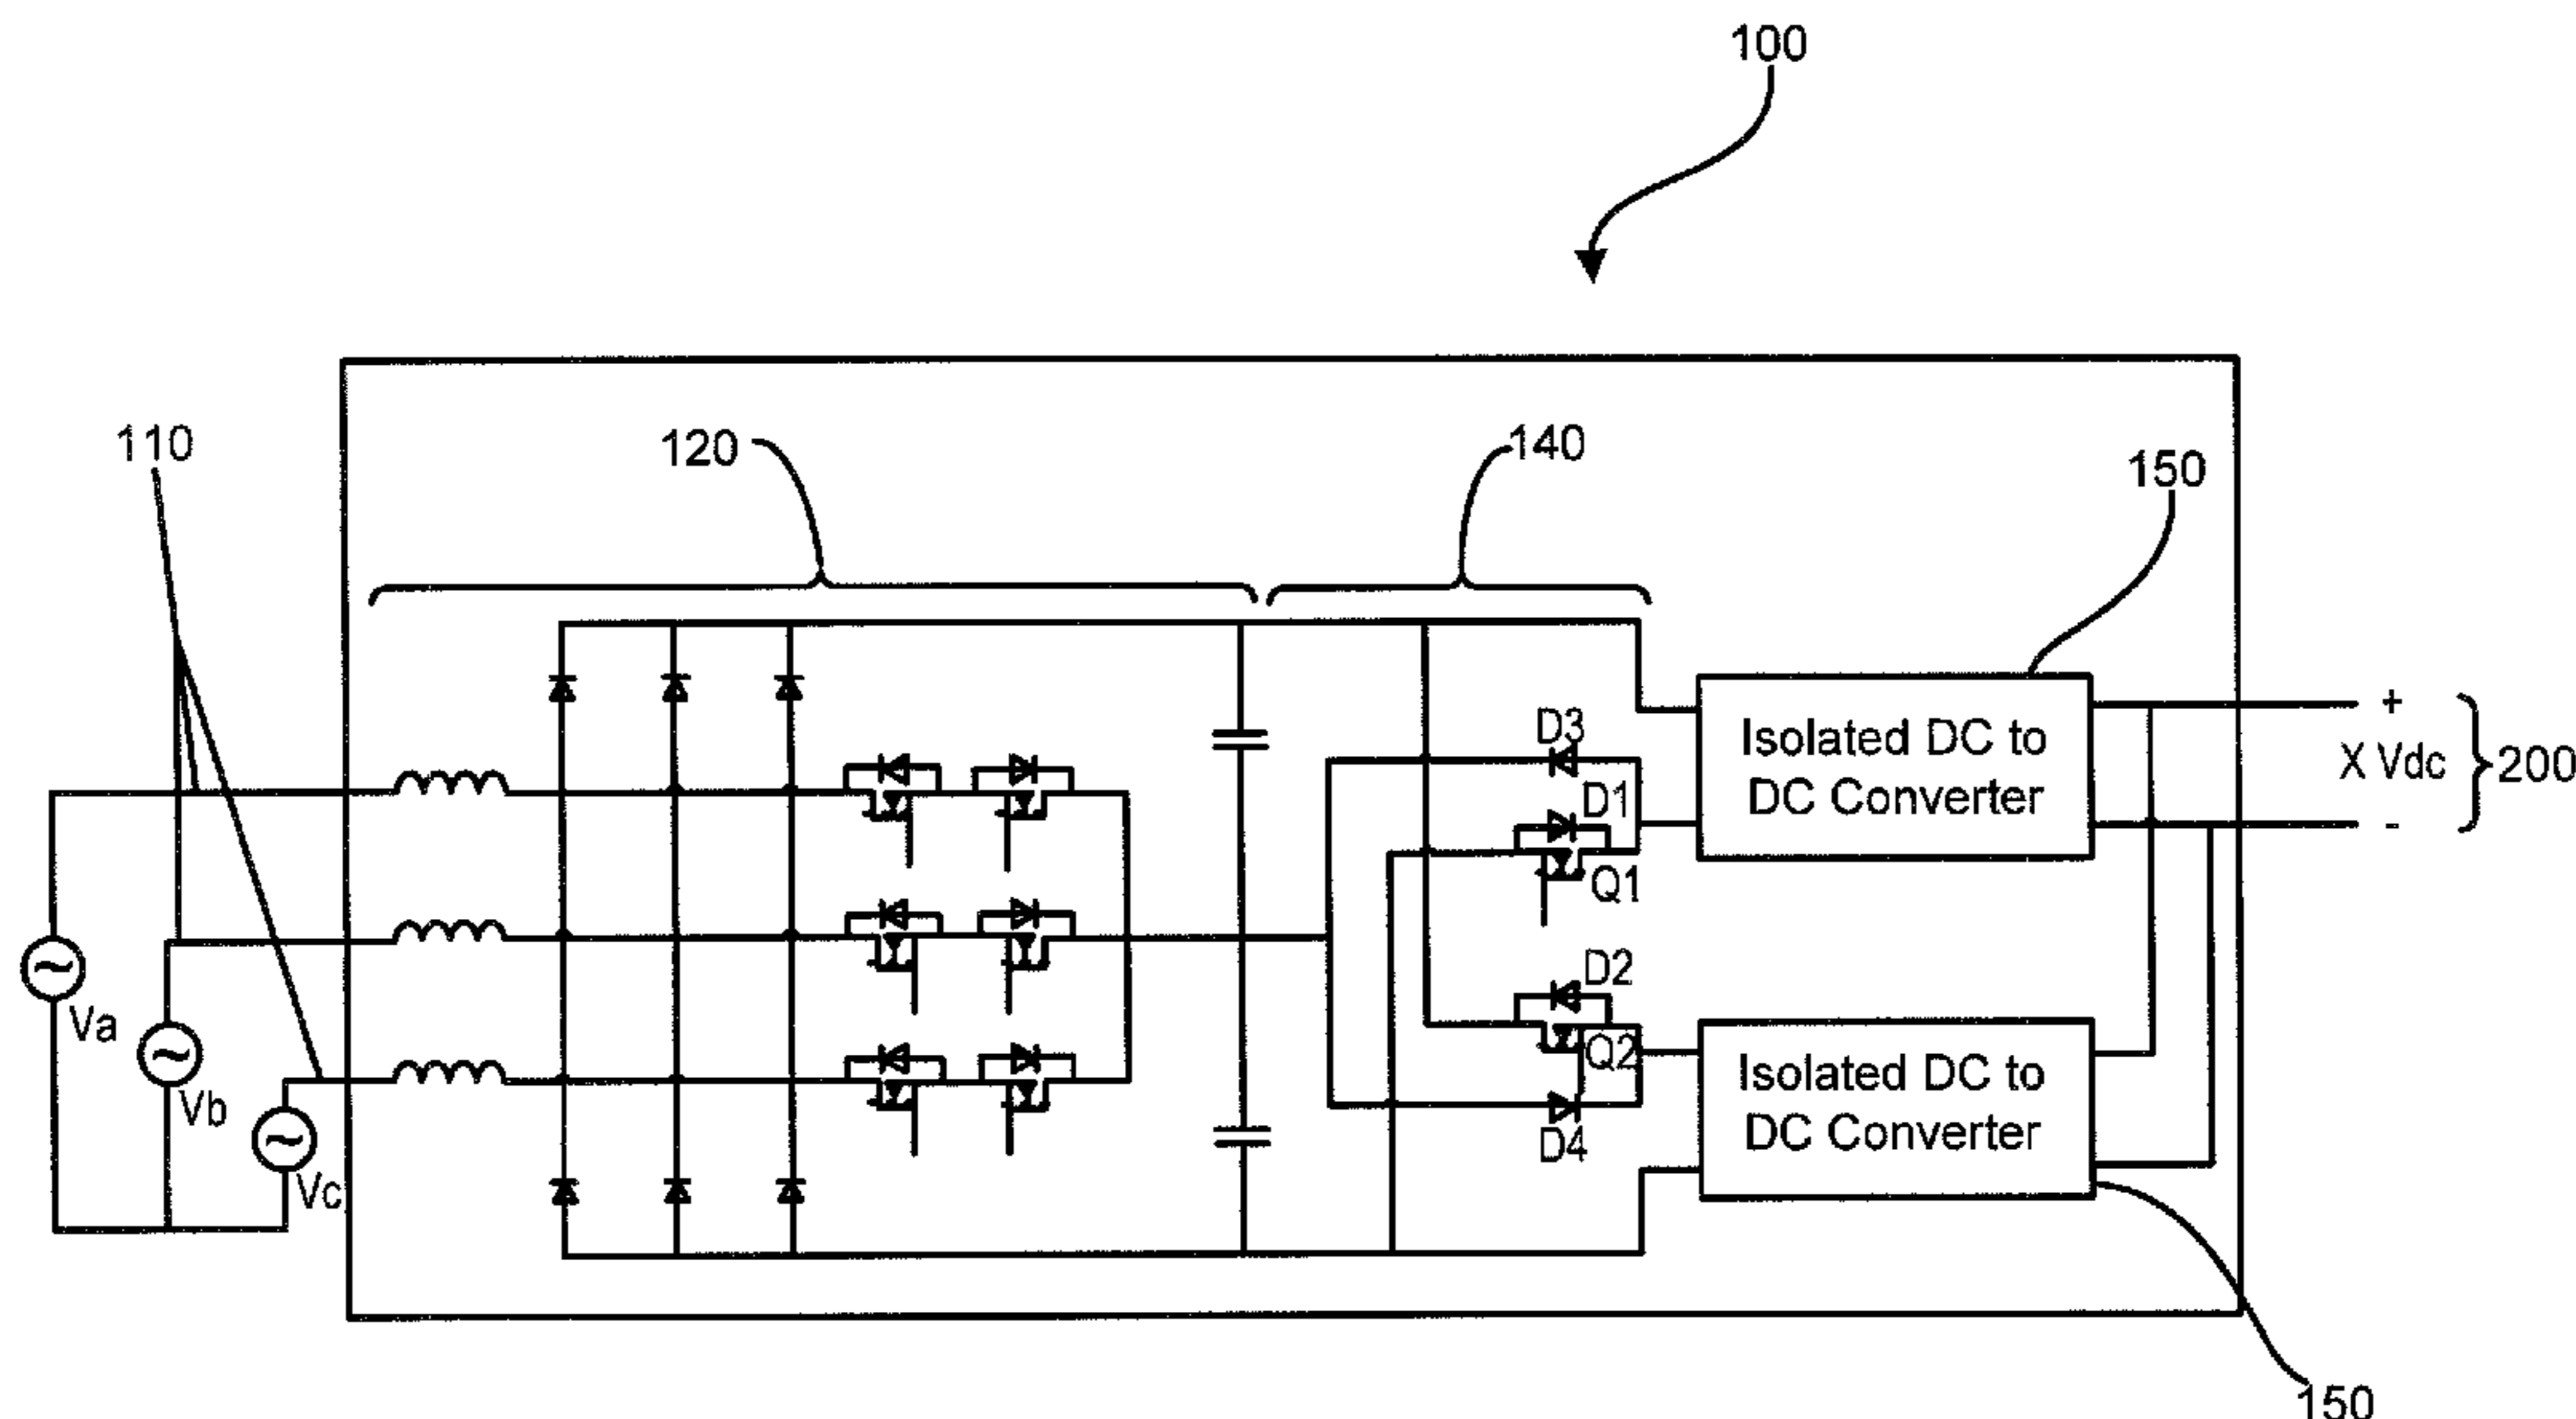 100
110
120
140
150
D3
D1
Q1
D2
Q2
D4
Isolated DC to
DC Converter
Isolated DC to
DC Converter
+
X Vdc
-
200
Va
Vb
Vc
150